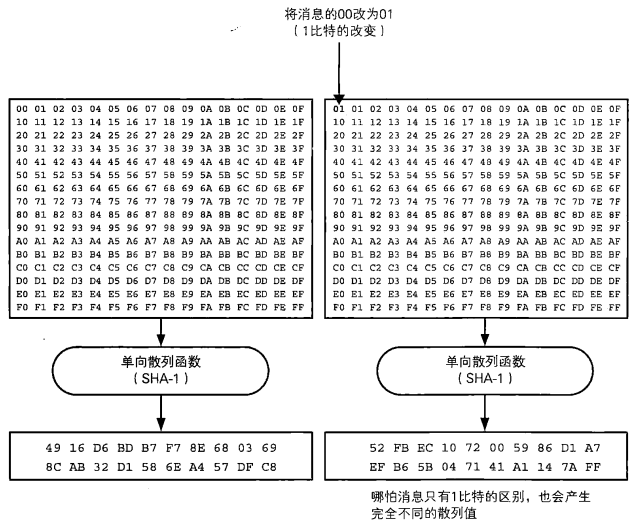 将消息的00改为01
（1比特的改变）
00 01 02 03 04 05 06 07 08 09 0A 0B 0C 0D 0E 0F
10 11 12 13 14 15 16 17 18 19 1A 1B 1C 1D 1E 1F
20 21 22 23 24 25 26 27 28 29 2A 2B 2C 2D 2E 2F
30 31 32 33 34 35 36 37 38 39 3A 3B 3C 3D 3E 3F
40 41 42 43 44 45 46 47 48 49 4A 4B 4C 4D 4E 4F
50 51 52 53 54 55 56 57 58 59 5A 5B 5C 5D 5E 5F
60 61 62 63 64 65 66 67 68 69 6A 6B 6C 6D 6E 6F
70 71 72 73 74 75 76 77 78 79 7A 7B 7C 7D 7E 7F
80 81 82 83 84 85 86 87 88 89 8A 8B 8C 8D 8E 8F
90 91 92 93 94 95 96 97 98 99 9A 9B 9C 9D 9E 9F
A0 A1 A2 A3 A4 A5 A6 A7 A8 A9 AA AB AC AD AE AF
B0 B1 B2 B3 B4 B5 B6 B7 B8 B9 BA BB BC BD BE BF
C0 C1 C2 C3 C4 C5 C6 C7 C8 C9 CA CB CC CD CE CF
D0 D1 D2 D3 D4 D5 D6 D7 D8 D9 DA DB DC DD DE DF
E0 E1 E2 E3 E4 E5 E6 E7 E8 E9 EA EB EC ED EE EF
F0 F1 F2 F3 F4 F5 F6 F7 F8 F9 FA FB FC FD FE FF
单向散列函数
（SHA-1）
49 16 D6 BD B7 F7 8E 68 03 69
8C AB 32 D1 58 6E A4 57 DF C8
01 01 02 03 04 05 06 07 08 09 0A 0B 0C 0D 0E 0F
10 11 12 13 14 15 16 17 18 19 1A 1B 1C 1D 1E 1F
20 21 22 23 24 25 26 27 28 29 2A 2B 2C 2D 2E 2F
30 31 32 33 34 35 36 37 38 39 3A 3B 3C 3D 3E 3F
40 41 42 43 44 45 46 47 48 49 4A 4B 4C 4D 4E 4F
50 51 52 53 54 55 56 57 58 59 5A 5B 5C 5D 5E 5F
60 61 62 63 64 65 66 67 68 69 6A 6B 6C 6D 6E 6F
70 71 72 73 74 75 76 77 78 79 7A 7B 7C 7D 7E 7F
80 81 82 83 84 85 86 87 88 89 8A 8B 8C 8D 8E 8F
90 91 92 93 94 95 96 97 98 99 9A 9B 9C 9D 9E 9F
A0 A1 A2 A3 A4 A5 A6 A7 A8 A9 AA AB AC AD AE AF
B0 B1 B2 B3 B4 B5 B6 B7 B8 B9 BA BB BC BD BE BF
C0 C1 C2 C3 C4 C5 C6 C7 C8 C9 CA CB CC CD CE CF
D0 D1 D2 D3 D4 D5 D6 D7 D8 D9 DA DB DC DD DE DF
E0 E1 E2 E3 E4 E5 E6 E7 E8 E9 EA EB EC ED EE EF
F0 F1 F2 F3 F4 F5 F6 F7 F8 F9 FA FB FC FD FE FF
单向散列函数
（SHA-1）
52 FB EC 10 72 00 59 86 D1 A7
EF B6 5B 04 71 41 A1 14 7A FF
哪怕消息只有1比特的区别，也会产生
完全不同的散列值